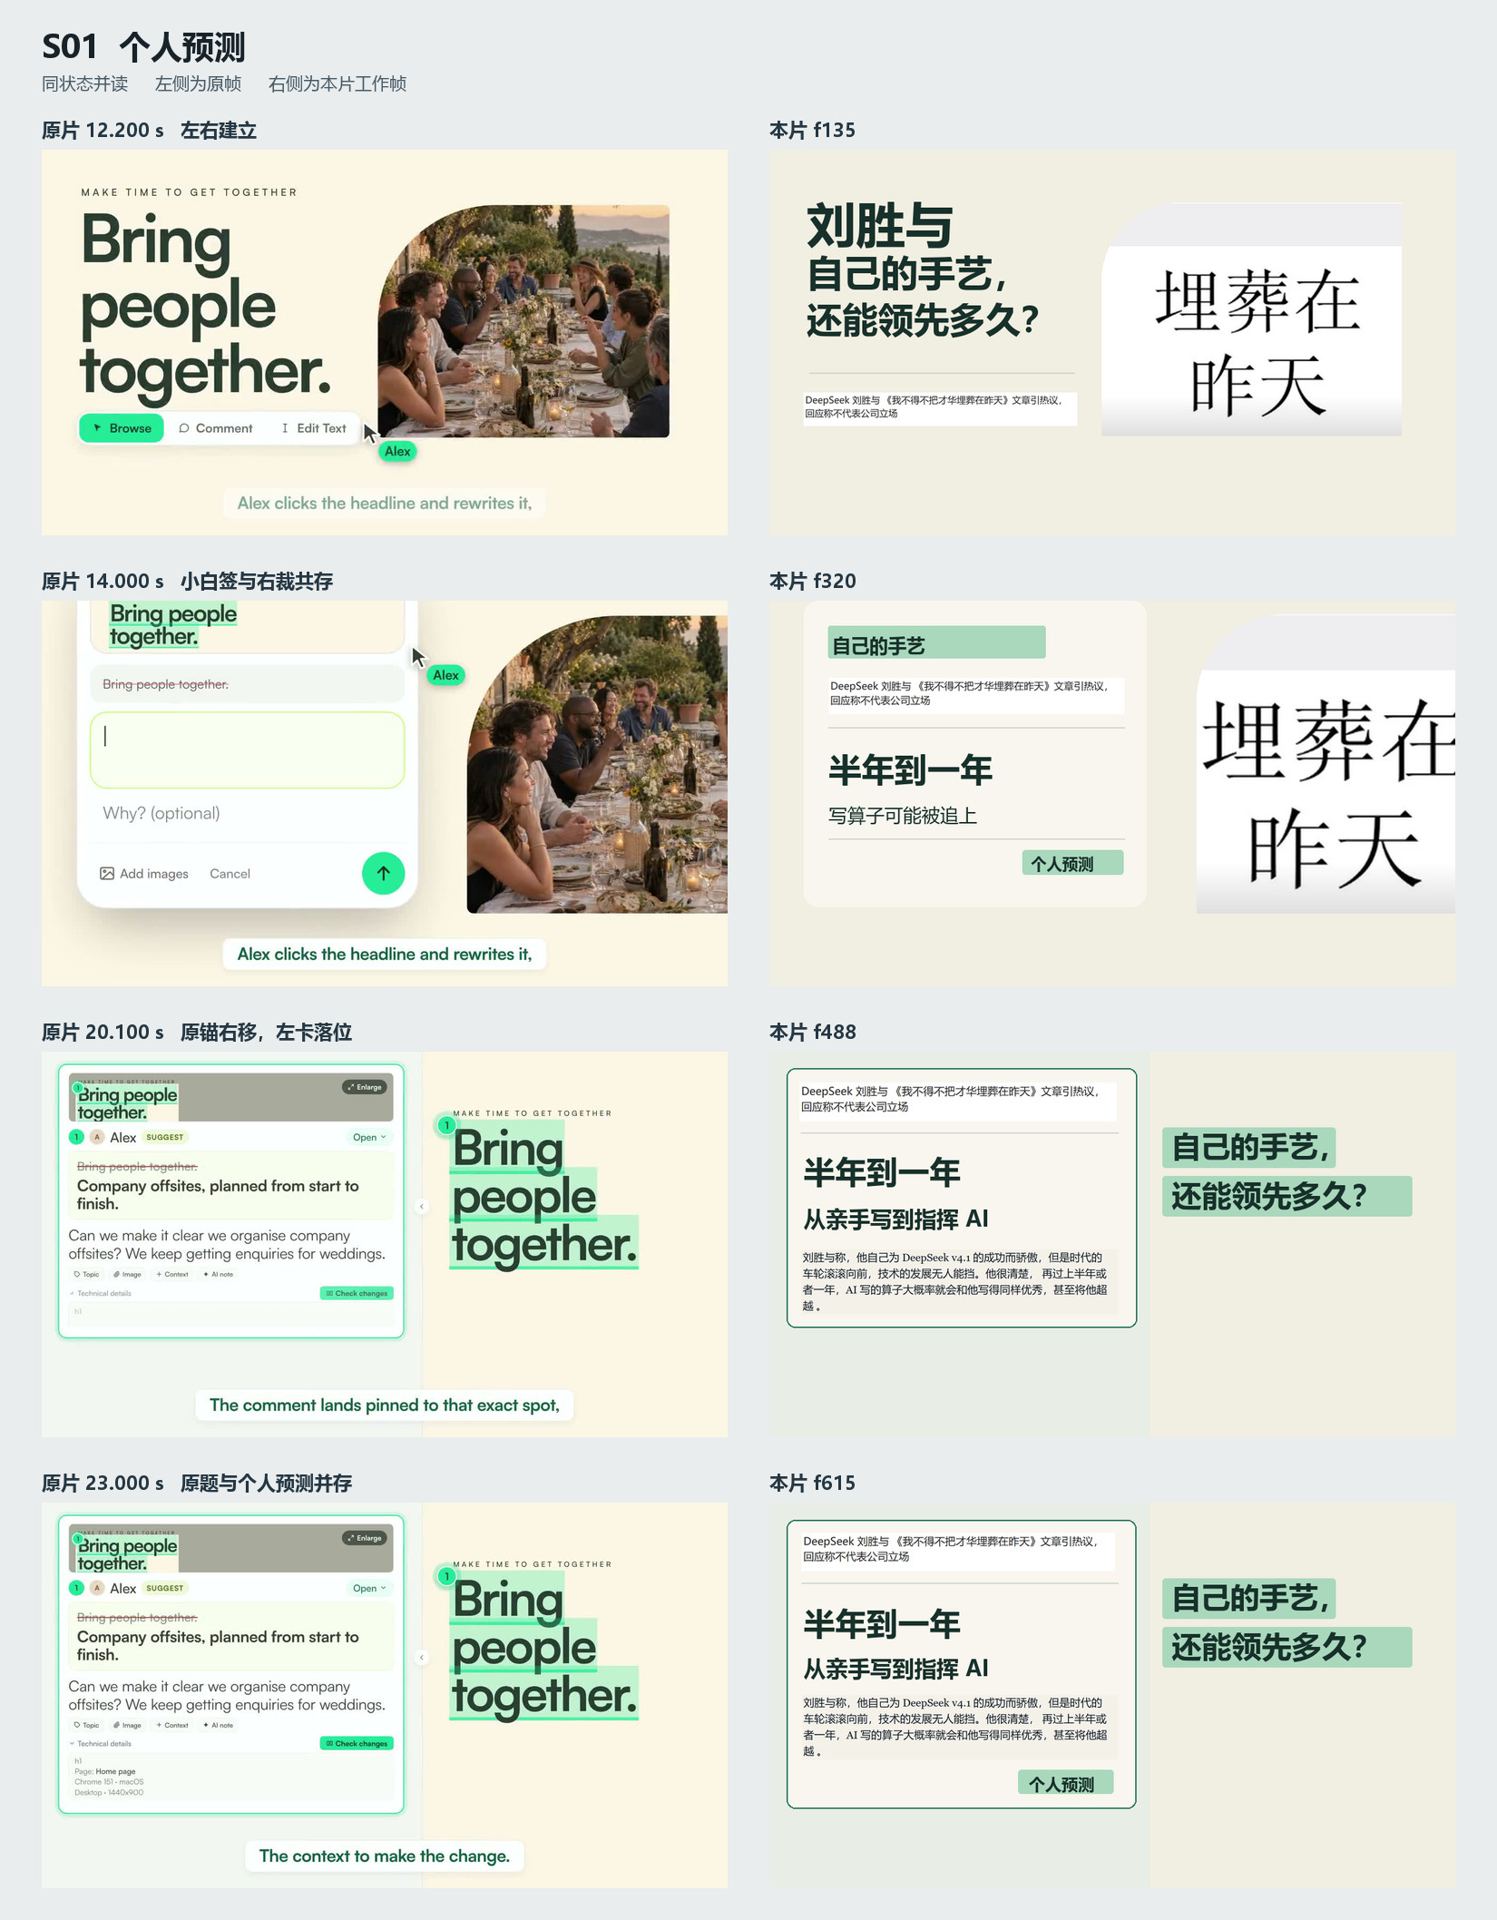 S01 个人预测
同状态并读 左侧为原帧 右侧为本片工作帧
原片 12.200 s 左右建立
MAKE TIME TO GET TOGETHER
Bring
people
together.
Browse Comment Edit Text
Alex
Alex clicks the headline and rewrites it,
本片 f135
刘胜与
自己的手艺，
还能领先多久？
DeepSeek 刘胜与 《我不得不把才华埋葬在昨天》文章引热议，
回应称不代表公司立场
埋葬在
昨天
原片 14.000 s 小白签与右裁共存
Bring people
together.
Alex
Bring people together.
Why? (optional)
Add images Cancel
Alex clicks the headline and rewrites it,
本片 f320
自己的手艺
DeepSeek 刘胜与 《我不得不把才华埋葬在昨天》文章引热议，
回应称不代表公司立场
半年到一年
写算子可能被追上
个人预测
埋葬在
昨天
原片 20.100 s 原锚右移，左卡落位
Bring people
together.
Enlarge
1 A Alex SUGGEST Open
Bring people together.
Company offsites, planned from start to
finish.
Can we make it clear we organise company
offsites? We keep getting enquiries for weddings.
Topic Image + Context AI note
Technical details Check changes
h1
MAKE TIME TO GET TOGETHER
1
Bring
people
together.
The comment lands pinned to that exact spot,
本片 f488
DeepSeek 刘胜与 《我不得不把才华埋葬在昨天》文章引热议，
回应称不代表公司立场
半年到一年
从亲手写到指挥 AI
刘胜与称，他自己为 DeepSeek v4.1 的成功而骄傲，但是时代的
车轮滚滚向前，技术的发展无人能挡。他很清楚， 再过上半年或
者一年，AI 写的算子大概率就会和他写得同样优秀，甚至将他超
越 。
自己的手艺，
还能领先多久？
原片 23.000 s 原题与个人预测并存
Bring people
together.
Enlarge
1 A Alex SUGGEST Open
Bring people together.
Company offsites, planned from start to
finish.
Can we make it clear we organise company
offsites? We keep getting enquiries for weddings.
Topic Image + Context AI note
Technical details Check changes
h1
Page: Home page
Chrome 151 • macOS
Desktop • 1440x900
MAKE TIME TO GET TOGETHER
1
Bring
people
together.
The context to make the change.
本片 f615
DeepSeek 刘胜与 《我不得不把才华埋葬在昨天》文章引热议，
回应称不代表公司立场
半年到一年
从亲手写到指挥 AI
刘胜与称，他自己为 DeepSeek v4.1 的成功而骄傲，但是时代的
车轮滚滚向前，技术的发展无人能挡。他很清楚， 再过上半年或
者一年，AI 写的算子大概率就会和他写得同样优秀，甚至将他超
越 。
个人预测
自己的手艺，
还能领先多久？